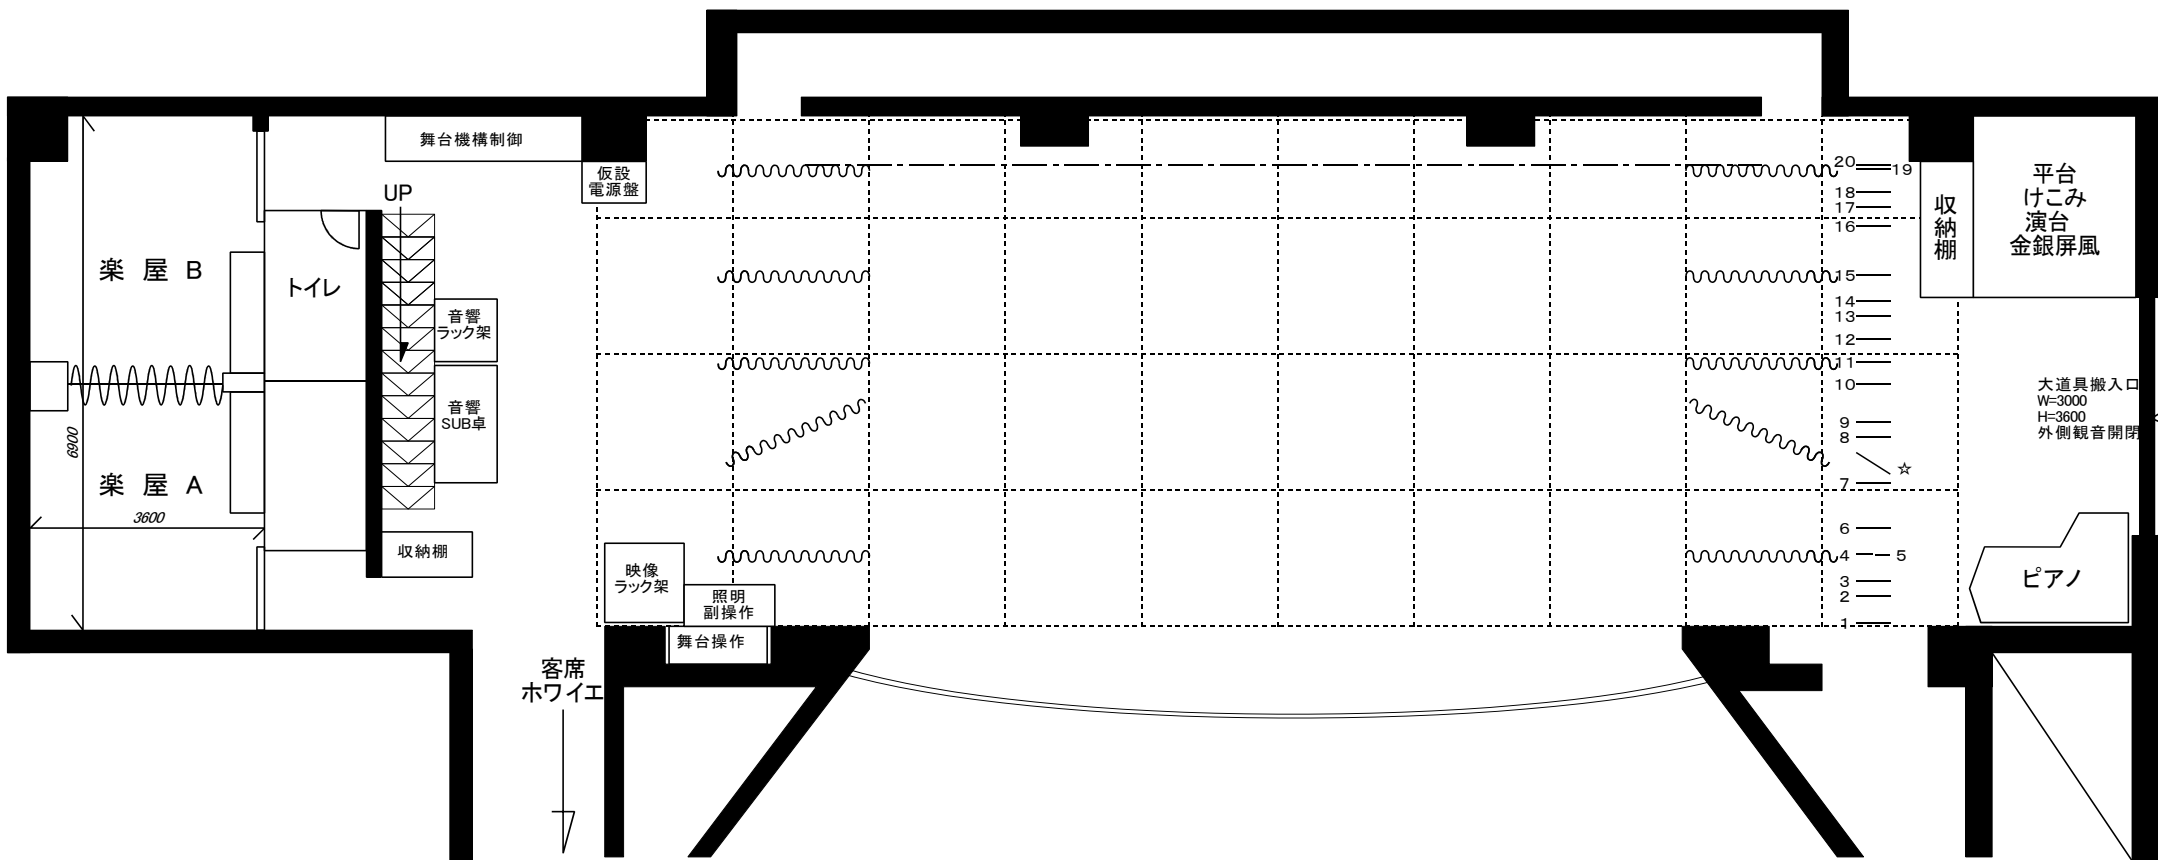 舞台機構制御
仮設
電源盤
UP
楽 屋 B
トイレ
音響
ラック架
音響
SUB卓
6900
楽 屋 A
3600
収納棚
映像
ラック架
照明
副操作
舞台操作
客席
ホワイエ
20
19
18
17
16
15
14
13
12
11
10
9
8
☆
7
6
4
5
3
2
1
収
納
棚
平台
けこみ
演台
金銀屏風
大道具搬入口
W=3000
H=3600
外側観音開閉
ピアノ